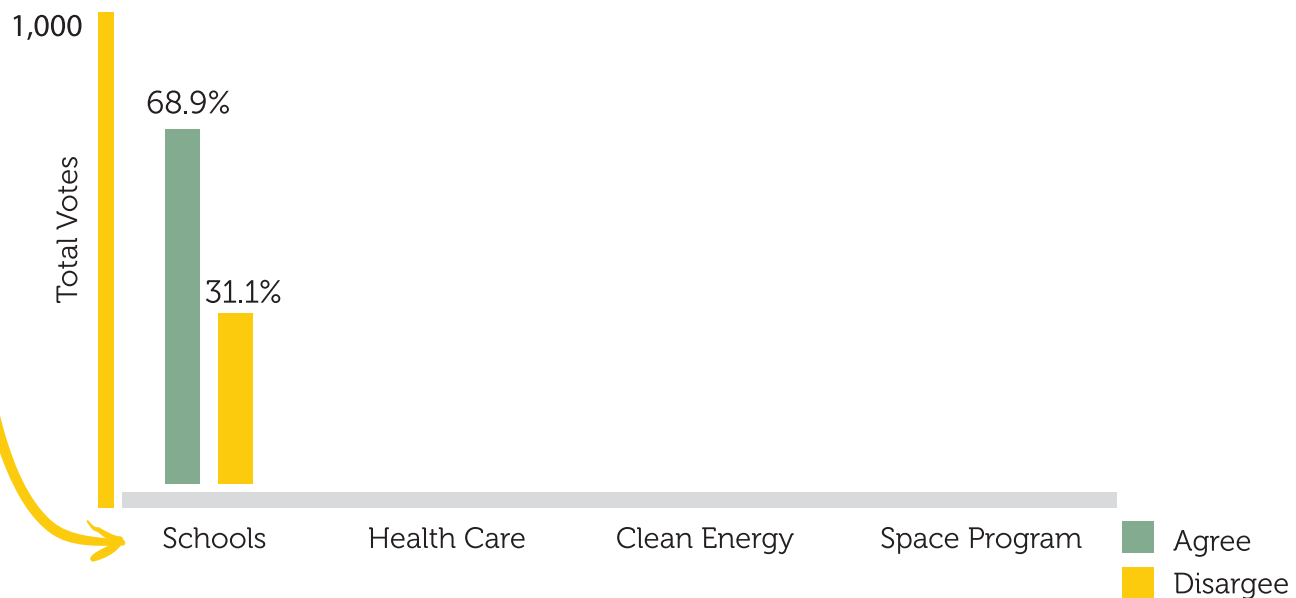 1,000
Total Votes
68.9%
31.1%
Schools
Health Care
Clean Energy
Space Program
Agree
Disargee